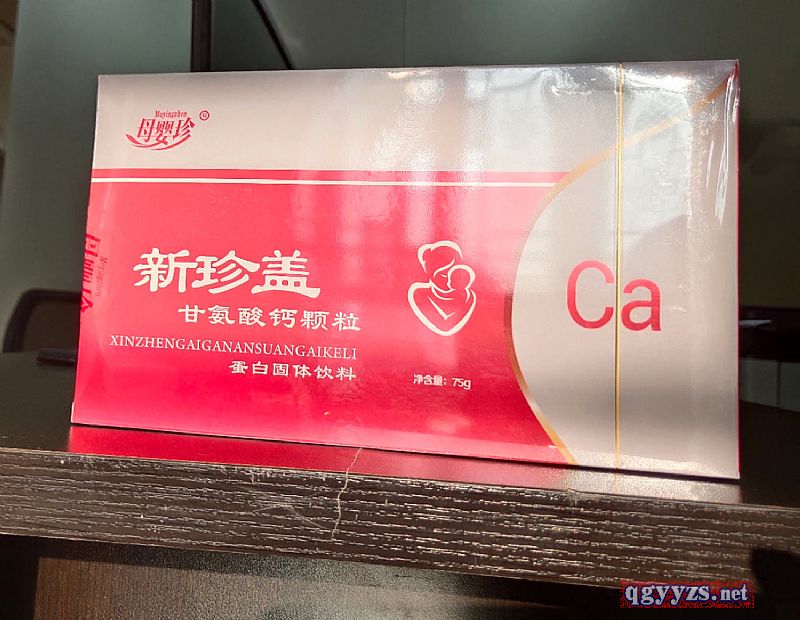 Muyingzhen
母婴珍®
新珍盖
甘氨酸钙颗粒
XINZHENGAIGANANSUANGAIKELI
蛋白固体饮料
净含量：75g
Ca
qgyyzs.net